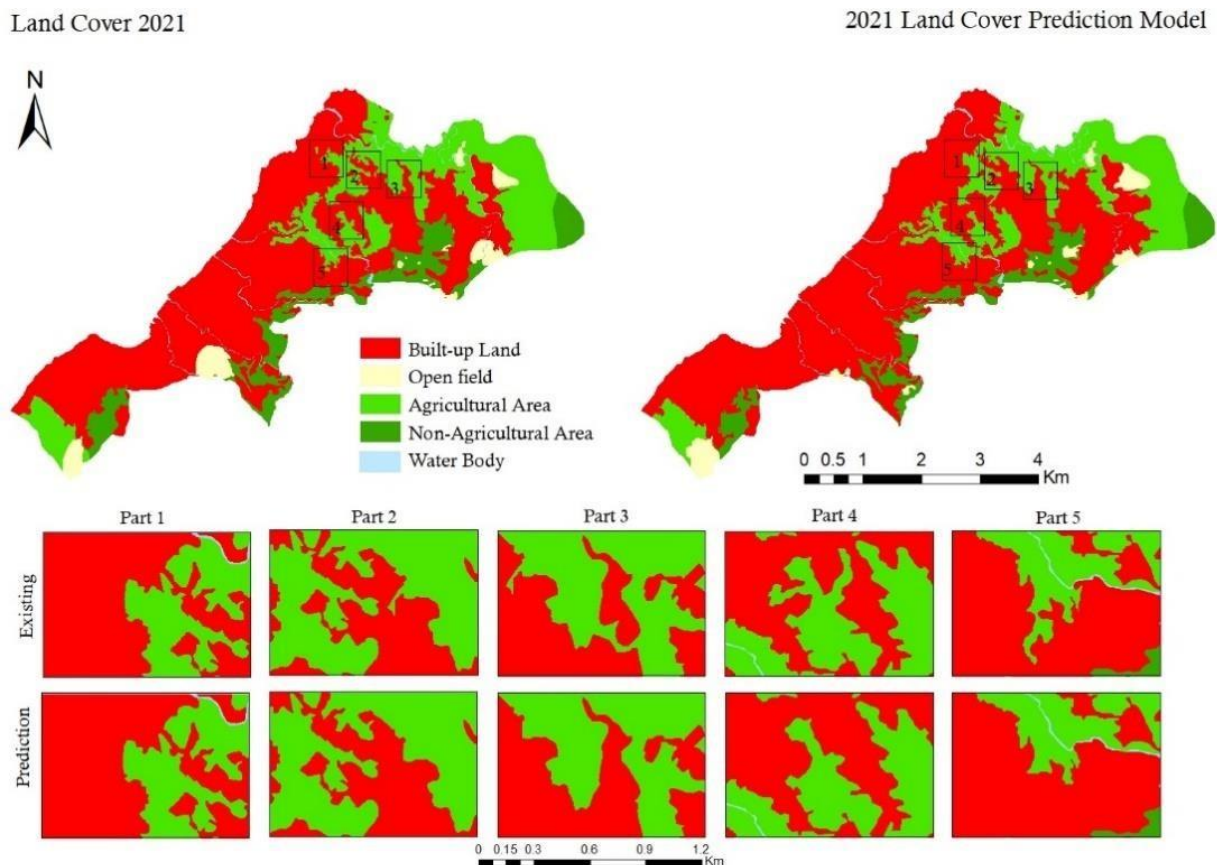 Land Cover 2021
2021 Land Cover Prediction Model
N
1
2
3
4
5
1
2
3
4
5
Built-up Land
Open field
Agricultural Area
Non-Agricultural Area
Water Body
0 0.5 1 2 3 4
Km
Part 1 Part 2 Part 3 Part 4 Part 5
Existing
Prediction
0 0.15 0.3 0.6 0.9 1.2
Km